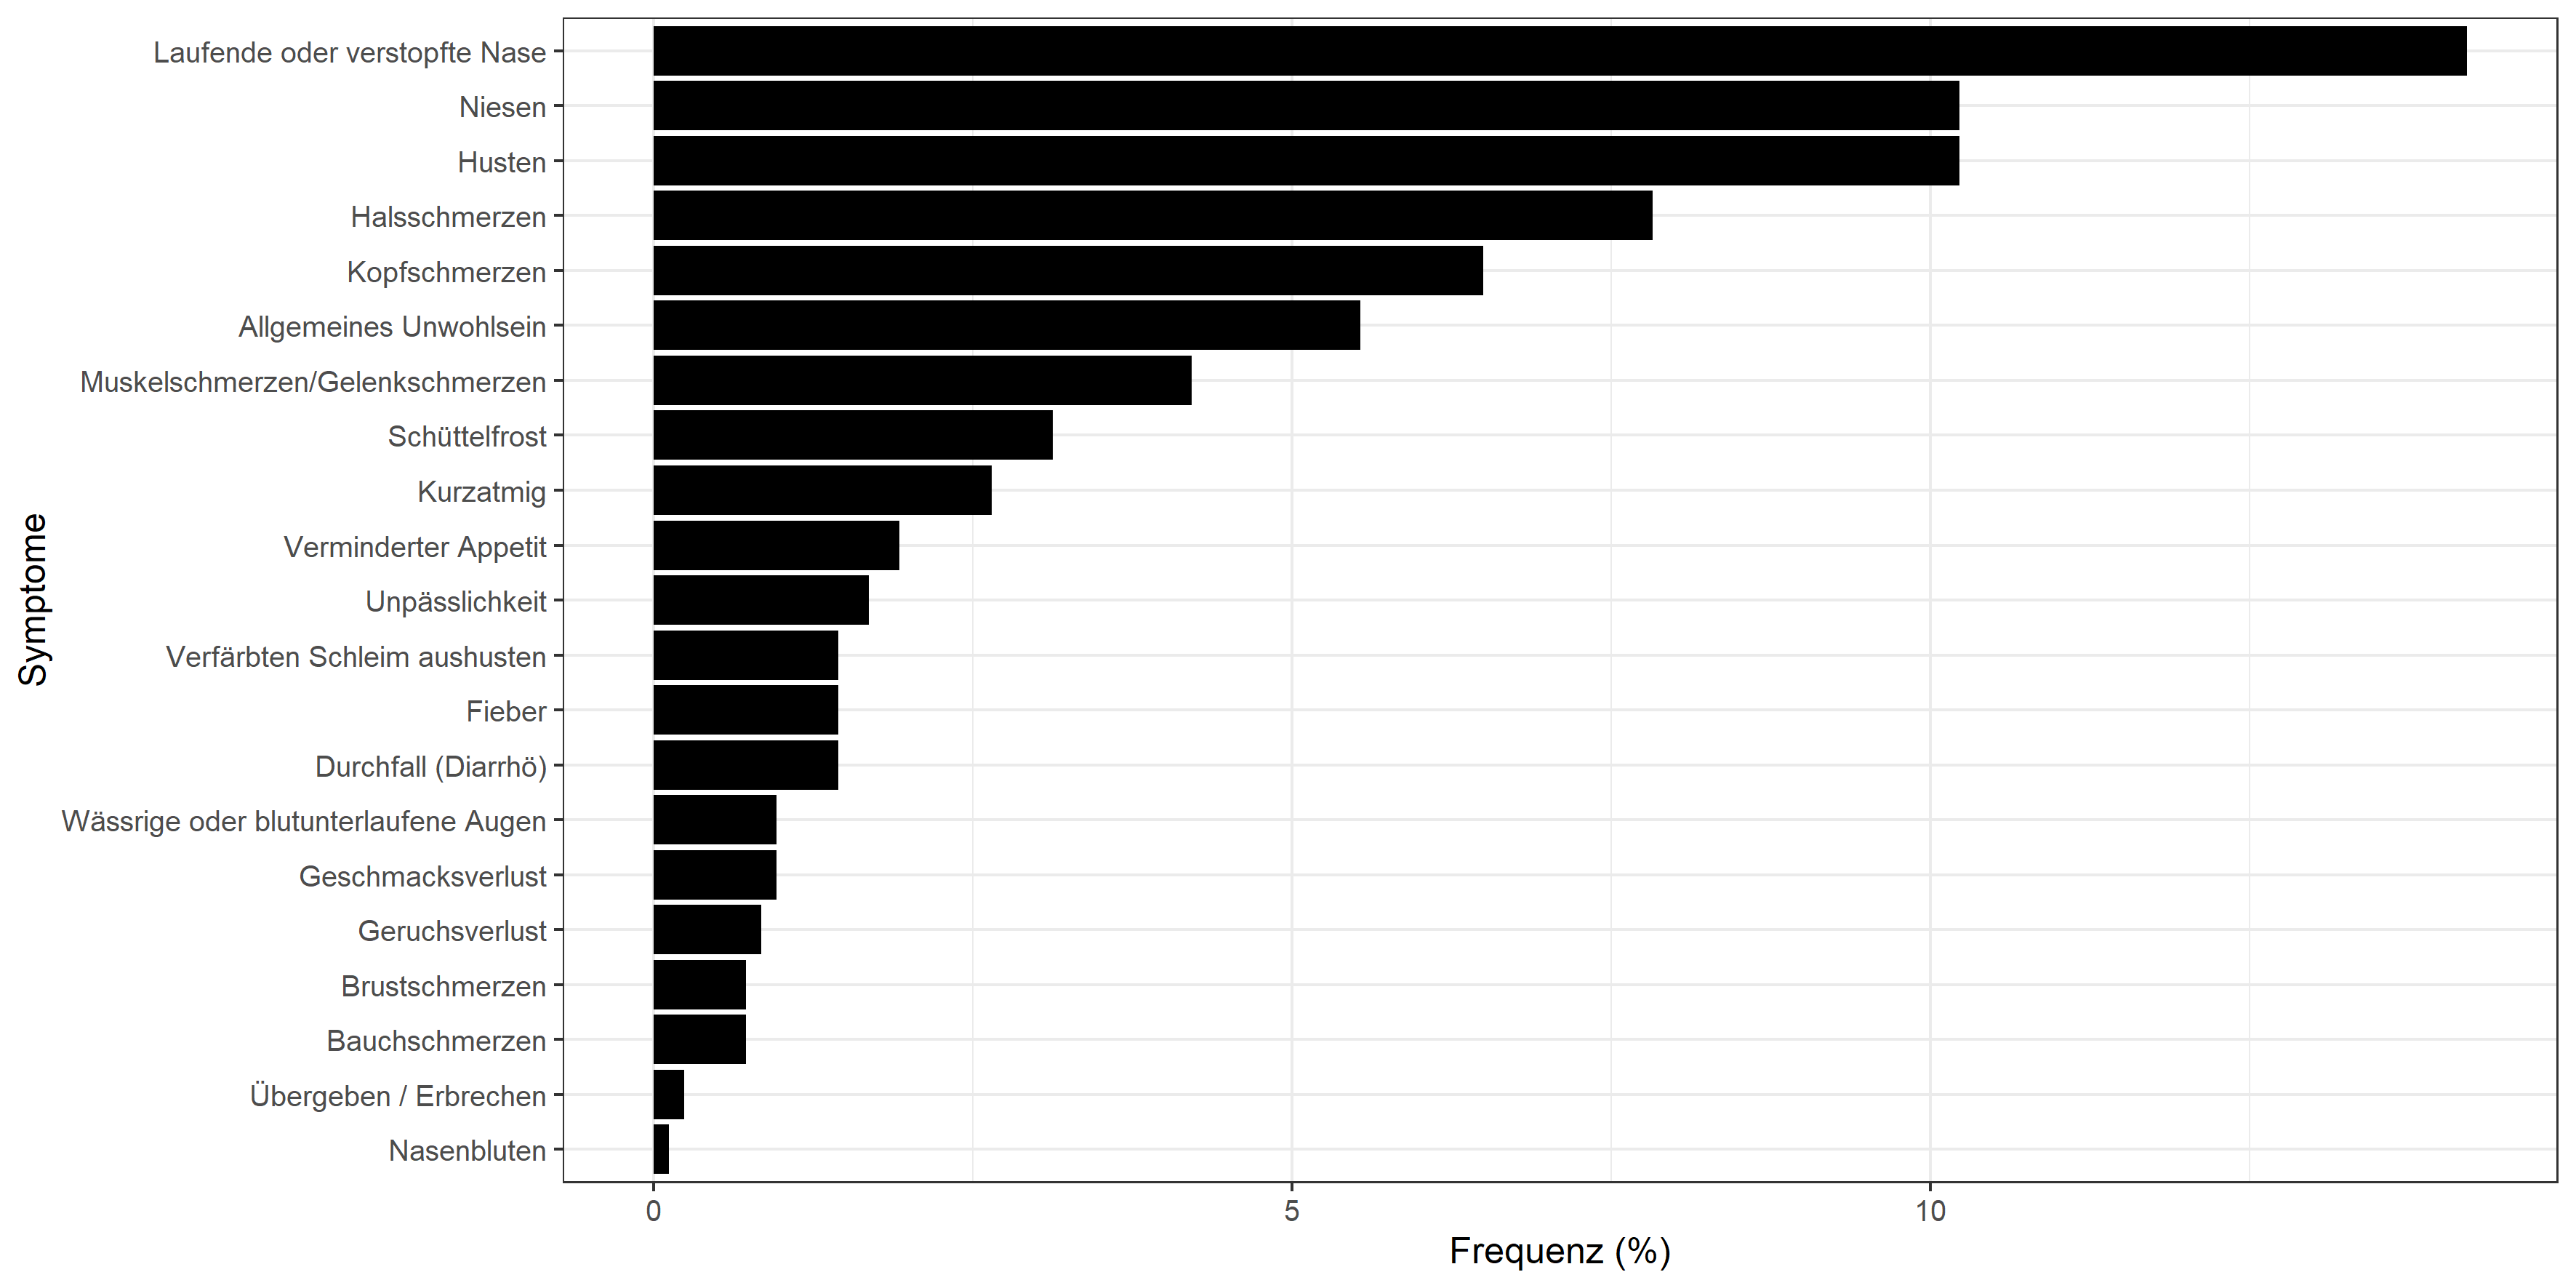 Laufende oder verstopfte Nase
Niesen
Husten
Halsschmerzen
Kopfschmerzen
Allgemeines Unwohlsein
Muskelschmerzen/Gelenkschmerzen
Schüttelfrost
Kurzatmig
Verminderter Appetit
Unpässlichkeit
Verfärbten Schleim aushusten
Fieber
Durchfall (Diarrhö)
Wässrige oder blutunterlaufene Augen
Geschmacksverlust
Geruchsverlust
Brustschmerzen
Bauchschmerzen
Übergeben / Erbrechen
Nasenbluten
Symptome
0 5 10
Frequenz (%)